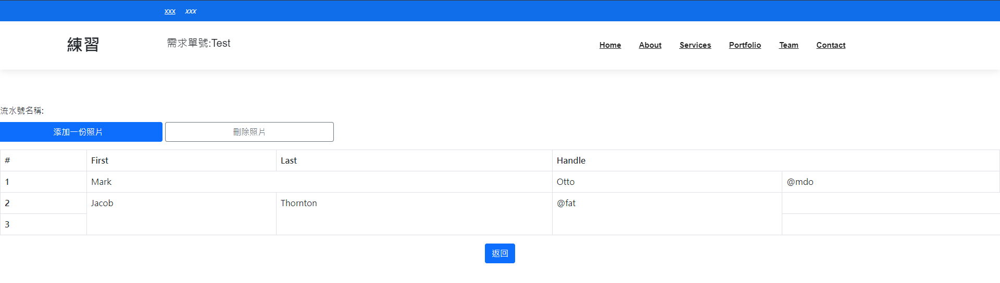 xxx xxx
練習 需求單號:Test Home About Services Portfolio Team Contact
流水號名稱:
添加一份照片 刪除照片
# First Last Handle
1 Mark Otto @mdo
2 Jacob Thornton @fat
3
返回